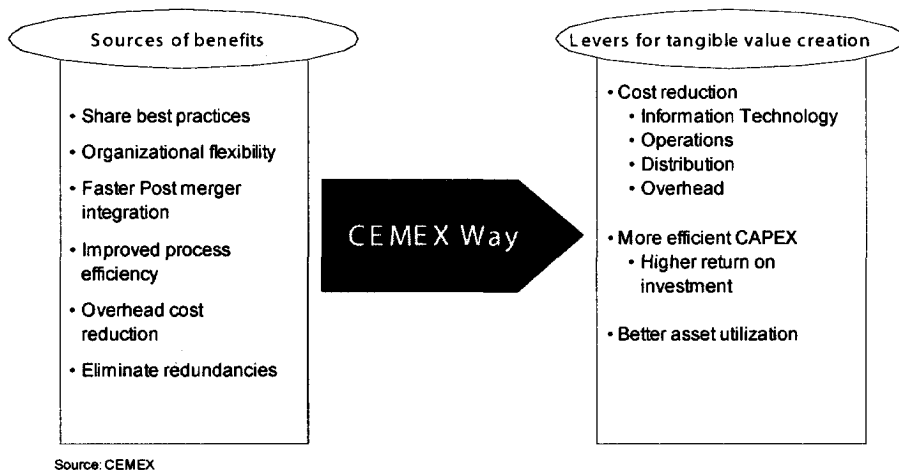 Sources of benefits
• Share best practices
• Organizational flexibility
• Faster Post merger
integration
• Improved process
efficiency
• Overhead cost
reduction
• Eliminate redundancies
CEMEX Way
Levers for tangible value creation
• Cost reduction
• Information Technology
• Operations
• Distribution
• Overhead
• More efficient CAPEX
• Higher return on
investment
• Better asset utilization
Source: CEMEX